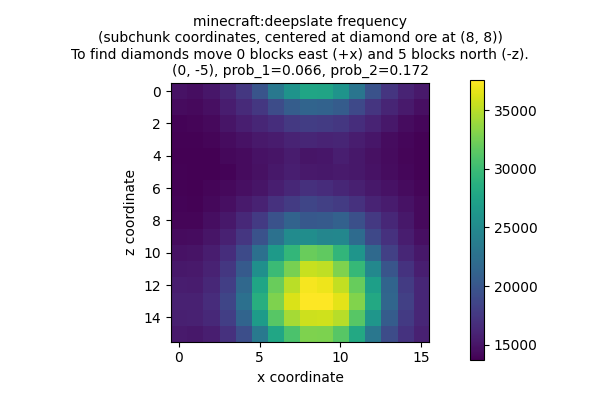 minecraft:deepslate frequency
(subchunk coordinates, centered at diamond ore at (8, 8))
To find diamonds move 0 blocks east (+x) and 5 blocks north (-z).
(0, -5), prob_1=0.066, prob_2=0.172
0
2
4
6
8
10
12
14
z coordinate
0 5 10 15
x coordinate
35000
30000
25000
20000
15000